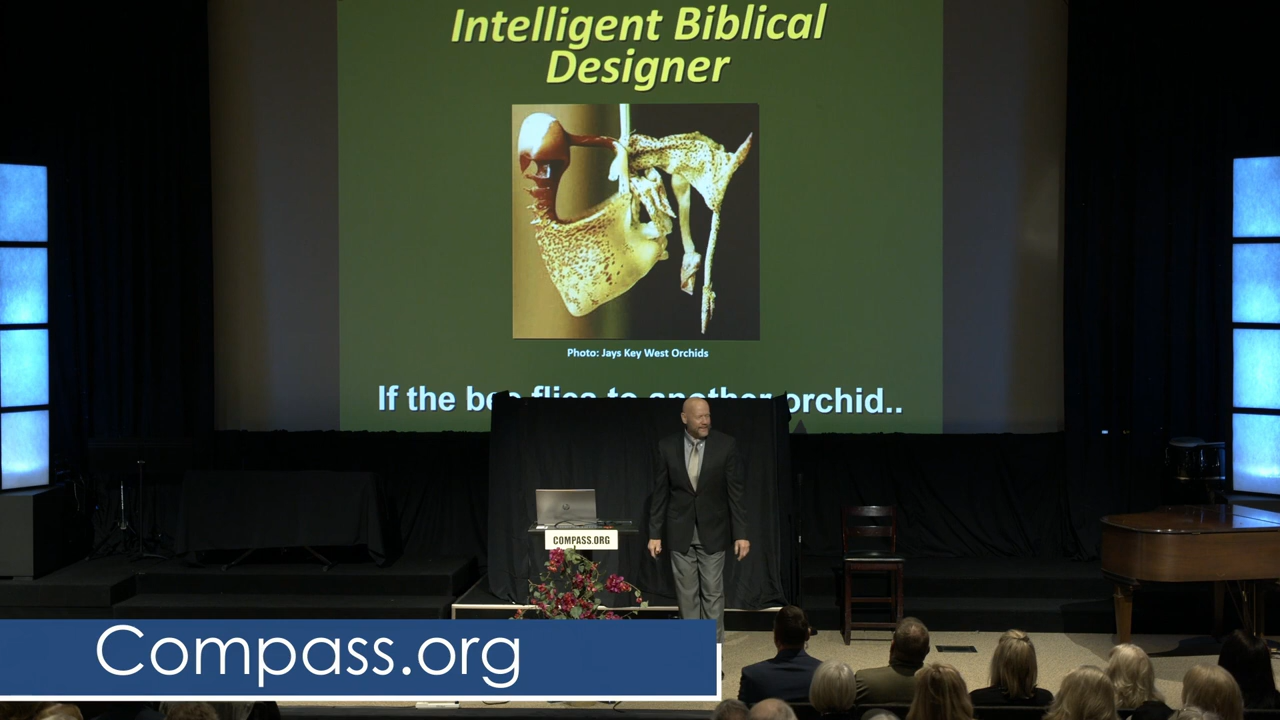 Intelligent Biblical
Designer
Photo: Jays Key West Orchids
If the bee flies to another orchid..
COMPASS.ORG
Compass.org